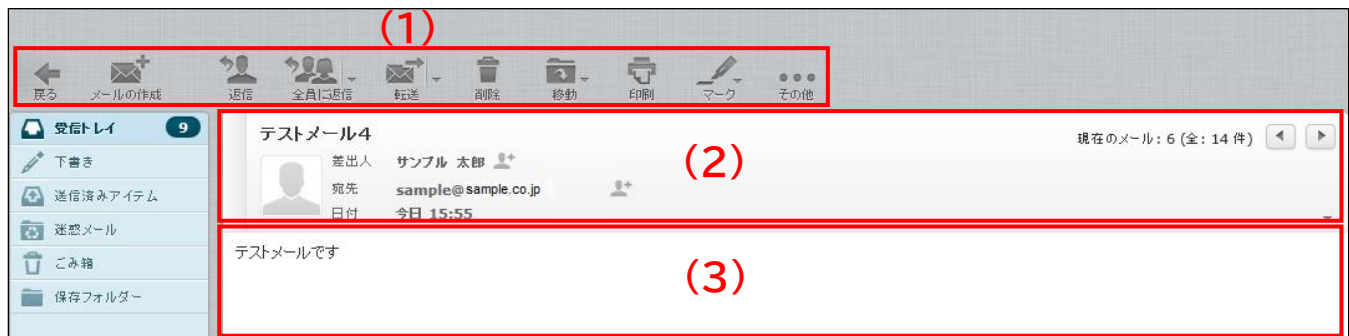 (1)
戻る メールの作成 返信 全員に返信 転送 削除 移動 印刷 マーク その他
受信トレイ 9
下書き
送信済みアイテム
迷惑メール
ごみ箱
保存フォルダー
テストメール4
現在のメール : 6 (全 : 14 件)
差出人 サンプル 太郎
宛先 sample@sample.co.jp
日付 今日 15:55
(2)
テストメールです
(3)